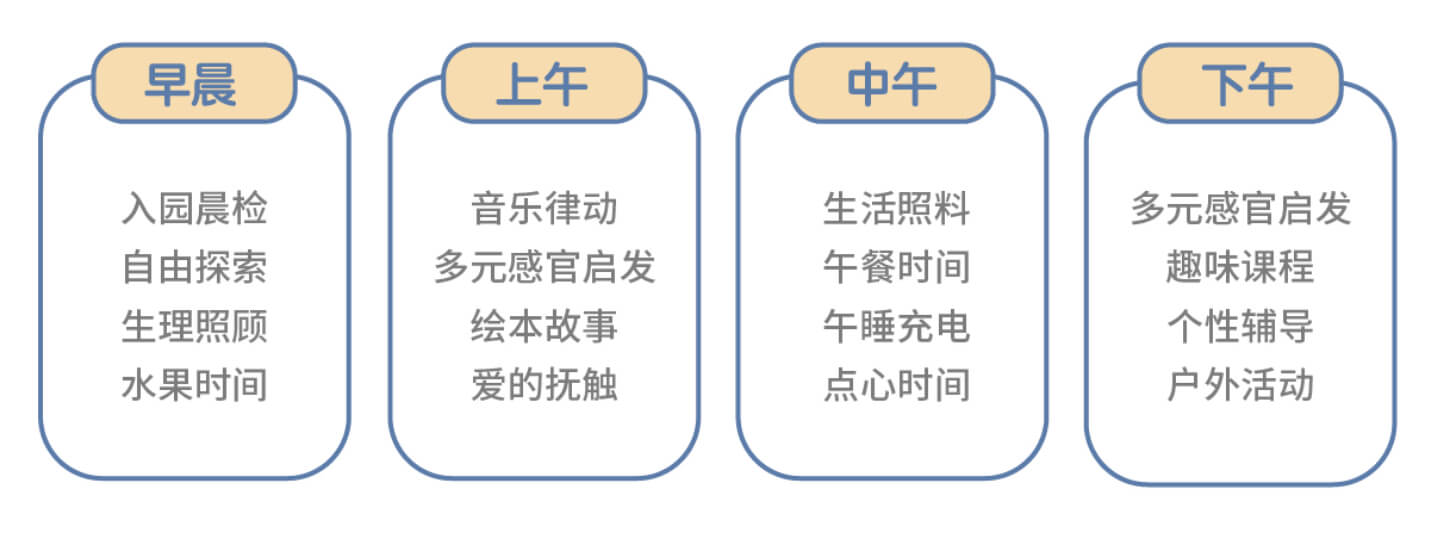 早晨
入园晨检
自由探索
生理照顾
水果时间
上午
音乐律动
多元感官启发
绘本故事
爱的抚触
中午
生活照料
午餐时间
午睡充电
点心时间
下午
多元感官启发
趣味课程
个性辅导
户外活动